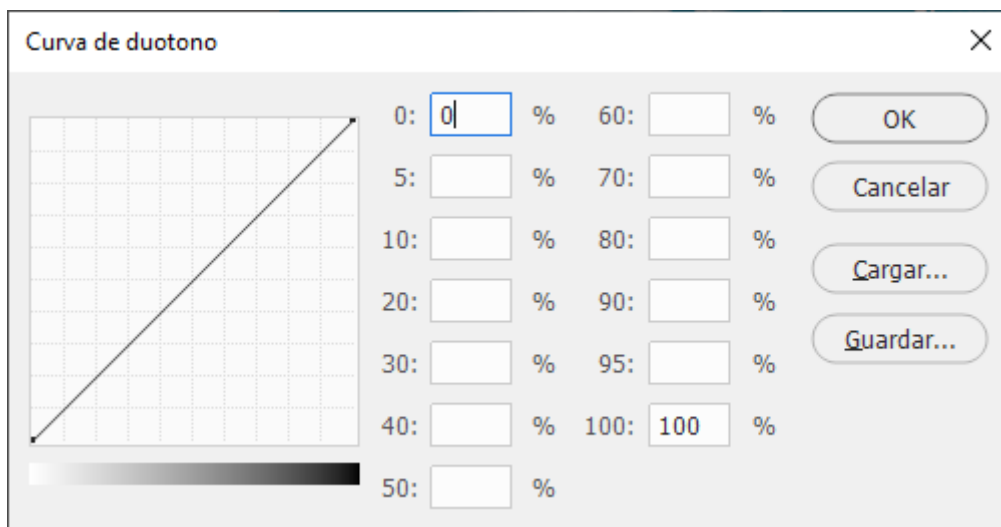 Curva de duotono
0: 0 % 60: % OK
5: % 70: % Cancelar
10: % 80: %
20: % 90: % Cargar...
30: % 95: % Guardar...
40: % 100: 100 %
50: %